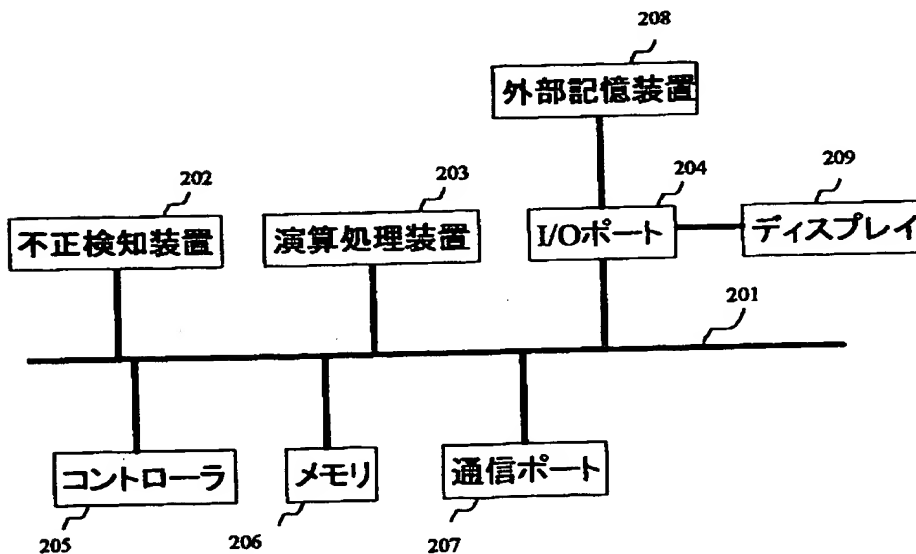 208
外部記憶装置
202
203
204
209
不正検知装置
演算処理装置
I/Oポート
ディスプレイ
201
コントローラ
メモリ
通信ポート
205
206
207